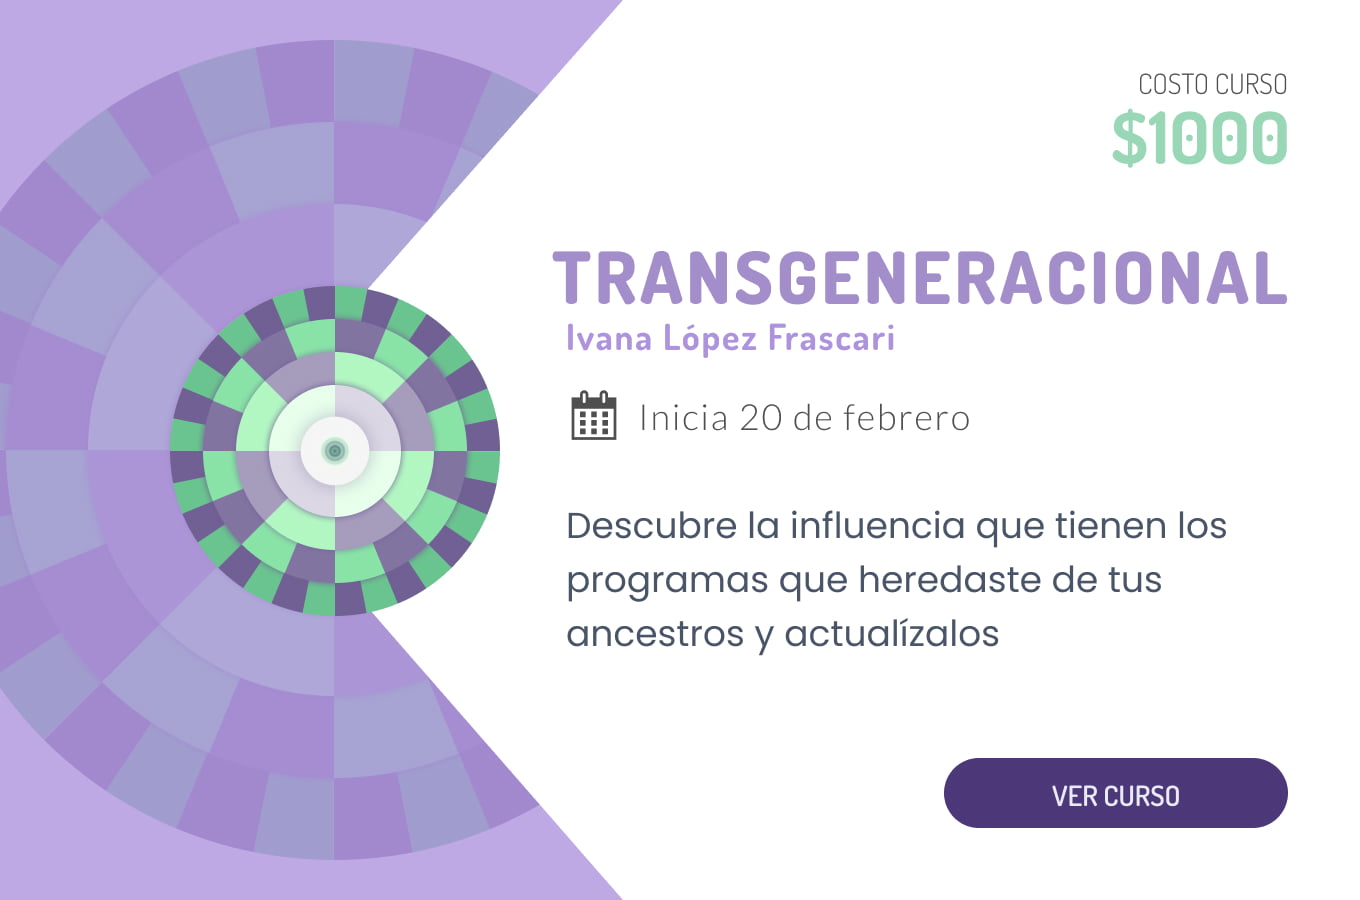 COSTO CURSO
$1000
TRANSGENERACIONAL
Ivana López Frascari
Inicia 20 de febrero
Descubre la influencia que tienen los
programas que heredaste de tus
ancestros y actualízalos
VER CURSO